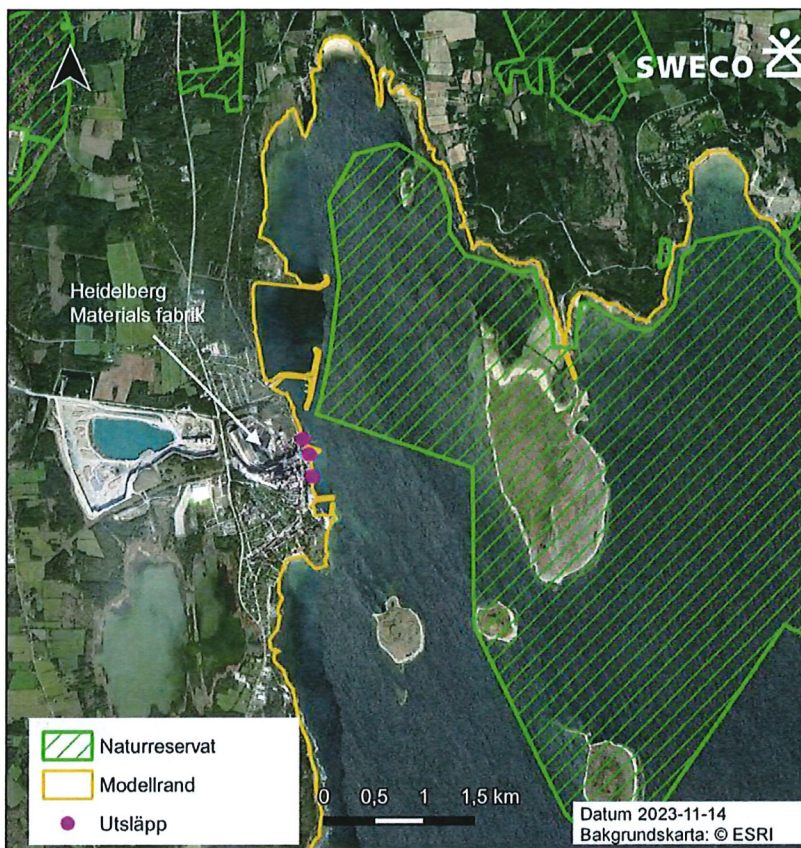 SWECO
Heidelberg
Materials fabrik
Naturreservat
Modellrand
Utsläpp
0 0,5 1 1,5 km
Datum 2023-11-14
Bakgrundskarta: © ESRI